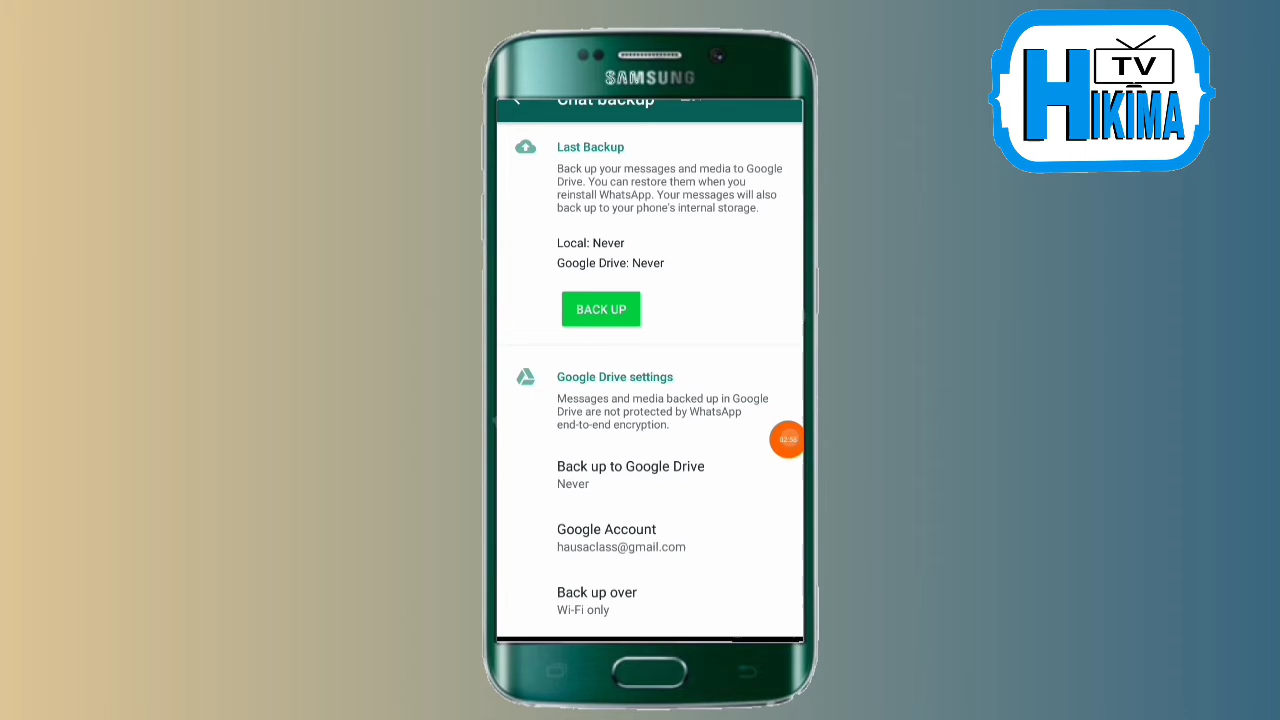 TV
HIKIMA
SAMSUNG
Chat backup
Last Backup
Back up your messages and media to Google
Drive. You can restore them when you
reinstall WhatsApp. Your messages will also
back up to your phone's internal storage.
Local: Never
Google Drive: Never
BACK UP
Google Drive settings
Messages and media backed up in Google
Drive are not protected by WhatsApp
end-to-end encryption.
02:56
Back up to Google Drive
Never
Google Account
hausaclass@gmail.com
Back up over
Wi-Fi only